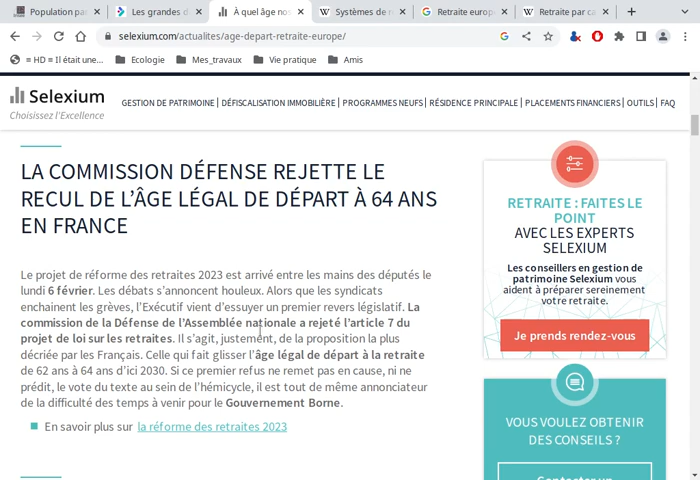 Population pa
Les grandes d
À quel âge no
Systèmes de r
Retraite europ
Retraite par ca
selexium.com/actualites/age-depart-retraite-europe/
≡ HD ≡ Il était une…
Ecologie
Mes_travaux
Vie pratique
Amis
Selexium
Choisissez l'Excellence
GESTION DE PATRIMOINE | DÉFISCALISATION IMMOBILIÈRE | PROGRAMMES NEUFS | RÉSIDENCE PRINCIPALE | PLACEMENTS FINANCIERS | OUTILS | FAQ
LA COMMISSION DÉFENSE REJETTE LE
RECUL DE L'ÂGE LÉGAL DE DÉPART À 64 ANS
EN FRANCE
Le projet de réforme des retraites 2023 est arrivé entre les mains des députés le
lundi 6 février. Les débats s'annoncent houleux. Alors que les syndicats
enchainent les grèves, l'Exécutif vient d'essuyer un premier revers législatif. La
commission de la Défense de l'Assemblée nationale a rejeté l'article 7 du
projet de loi sur les retraites. Il s'agit, justement, de la proposition la plus
décriée par les Français. Celle qui fait glisser l'âge légal de départ à la retraite
de 62 ans à 64 ans d'ici 2030. Si ce premier refus ne remet pas en cause, ni ne
prédit, le vote du texte au sein de l'hémicycle, il est tout de même annonciateur
de la difficulté des temps à venir pour le Gouvernement Borne.
En savoir plus sur la réforme des retraites 2023
RETRAITE : FAITES LE
POINT
AVEC LES EXPERTS
SELEXIUM
Les conseillers en gestion de
patrimoine Selexium vous
aident à préparer sereinement
votre retraite.
Je prends rendez-vous
VOUS VOULEZ OBTENIR
DES CONSEILS ?
Contacter un